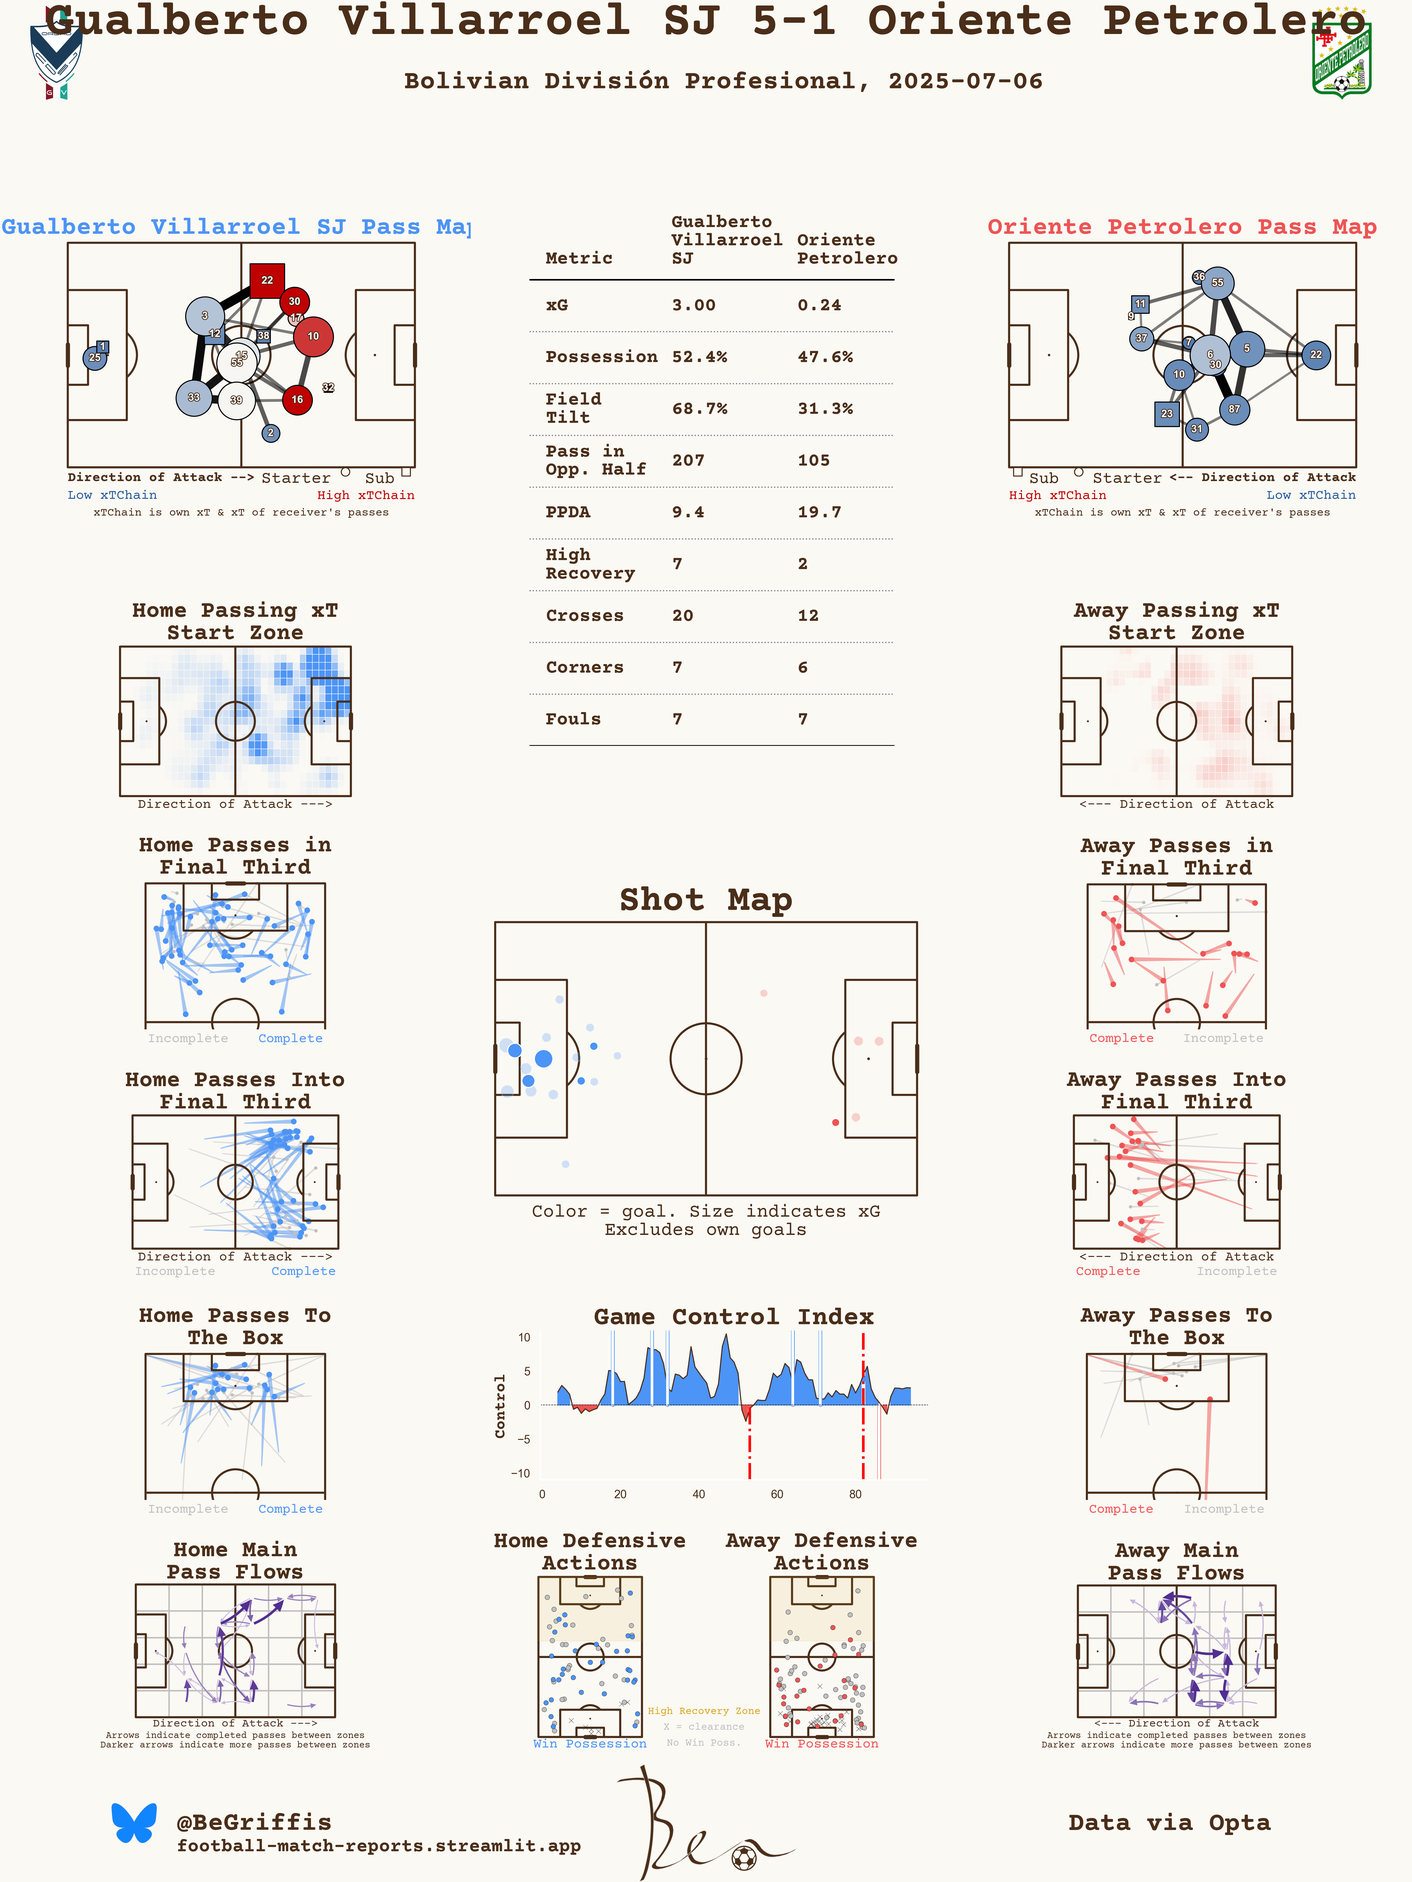 Gualberto Villarroel SJ 5-1 Oriente Petrolero
Bolivian División Profesional, 2025-07-06
Gualberto Villarroel SJ Pass Map
22
30
17
3
12
38
10
15
55
1
25
32
33
39
16
2
Direction of Attack --> Starter Sub
Low xTChain High xTChain
xTChain is own xT & xT of receiver's passes
Metric Gualberto Villarroel SJ Oriente Petrolero
xG 3.00 0.24
Possession 52.4% 47.6%
Field Tilt 68.7% 31.3%
Pass in Opp. Half 207 105
PPDA 9.4 19.7
High Recovery 7 2
Crosses 20 12
Corners 7 6
Fouls 7 7
Oriente Petrolero Pass Map
36
55
11
9
37
7
6
5
22
30
10
23
87
31
Sub Starter <-- Direction of Attack
High xTChain Low xTChain
xTChain is own xT & xT of receiver's passes
Home Passing xT
Start Zone
Direction of Attack --->
Away Passing xT
Start Zone
<--- Direction of Attack
Home Passes in
Final Third
Incomplete Complete
Away Passes in
Final Third
Complete Incomplete
Shot Map
Color = goal. Size indicates xG
Excludes own goals
Home Passes Into
Final Third
Direction of Attack --->
Incomplete Complete
Away Passes Into
Final Third
<--- Direction of Attack
Complete Incomplete
Home Passes To
The Box
Incomplete Complete
Game Control Index
Control
10
5
0
−5
−10
0 20 40 60 80
Away Passes To
The Box
Complete Incomplete
Home Main
Pass Flows
Direction of Attack --->
Arrows indicate completed passes between zones
Darker arrows indicate more passes between zones
Home Defensive
Actions
Win Possession
Away Defensive
Actions
Win Possession
High Recovery Zone
X = clearance
No Win Poss.
Away Main
Pass Flows
<--- Direction of Attack
Arrows indicate completed passes between zones
Darker arrows indicate more passes between zones
@BeGriffis
football-match-reports.streamlit.app
Ben
Data via Opta
ORIENTE PETROLERO
G V